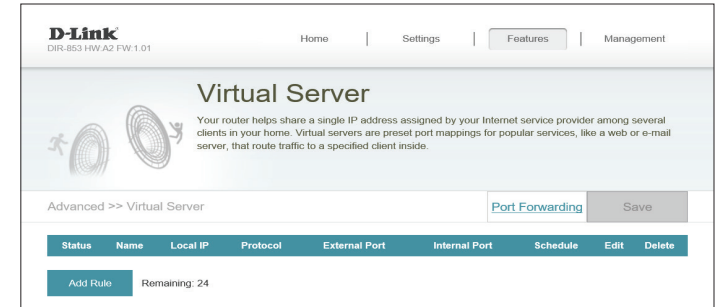 D-Link
DIR-853 HW:A2 FW:1.01
Home | Settings | Features | Management
Virtual Server
Your router helps share a single IP address assigned by your Internet service provider among several
clients in your home. Virtual servers are preset port mappings for popular services, like a web or e-mail
server, that route traffic to a specified client inside.
Advanced >> Virtual Server
Port Forwarding
Save
Status Name Local IP Protocol External Port Internal Port Schedule Edit Delete
Add Rule Remaining: 24